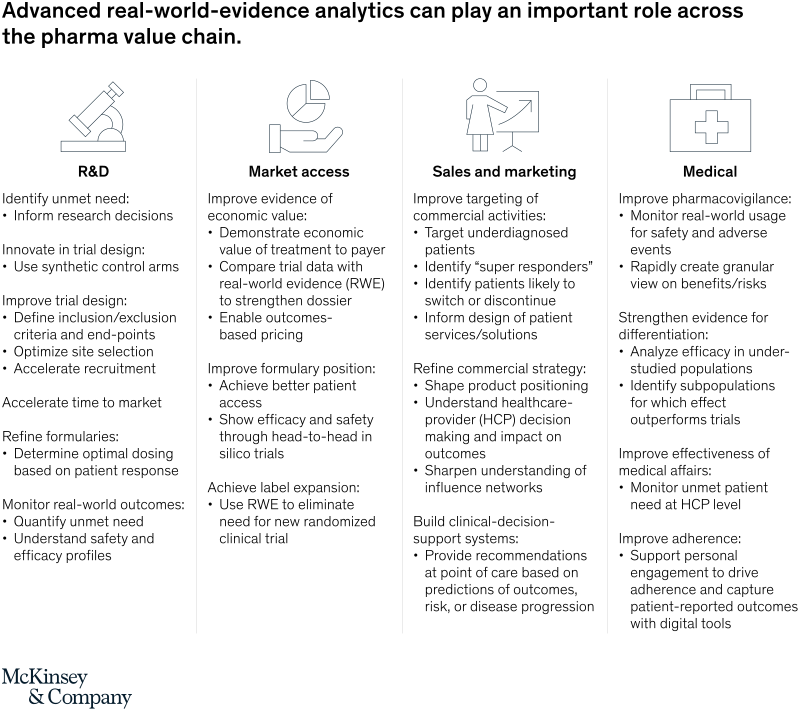 Advanced real-world-evidence analytics can play an important role across
the pharma value chain.
R&D
Identify unmet need:
• Inform research decisions
Innovate in trial design:
• Use synthetic control arms
Improve trial design:
• Define inclusion/exclusion
criteria and end-points
• Optimize site selection
• Accelerate recruitment
Accelerate time to market
Refine formularies:
• Determine optimal dosing
based on patient response
Monitor real-world outcomes:
• Quantify unmet need
• Understand safety and
efficacy profiles
Market access
Improve evidence of
economic value:
• Demonstrate economic
value of treatment to payer
• Compare trial data with
real-world evidence (RWE)
to strengthen dossier
• Enable outcomes-
based pricing
Improve formulary position:
• Achieve better patient
access
• Show efficacy and safety
through head-to-head in
silico trials
Achieve label expansion:
• Use RWE to eliminate
need for new randomized
clinical trial
Sales and marketing
Improve targeting of
commercial activities:
• Target underdiagnosed
patients
• Identify “super responders”
• Identify patients likely to
switch or discontinue
• Inform design of patient
services/solutions
Refine commercial strategy:
• Shape product positioning
• Understand healthcare-
provider (HCP) decision
making and impact on
outcomes
• Sharpen understanding of
influence networks
Build clinical-decision-
support systems:
• Provide recommendations
at point of care based on
predictions of outcomes,
risk, or disease progression
Medical
Improve pharmacovigilance:
• Monitor real-world usage
for safety and adverse
events
• Rapidly create granular
view on benefits/risks
Strengthen evidence for
differentiation:
• Analyze efficacy in under-
studied populations
• Identify subpopulations
for which effect
outperforms trials
Improve effectiveness of
medical affairs:
• Monitor unmet patient
need at HCP level
Improve adherence:
• Support personal
engagement to drive
adherence and capture
patient-reported outcomes
with digital tools
McKinsey
& Company